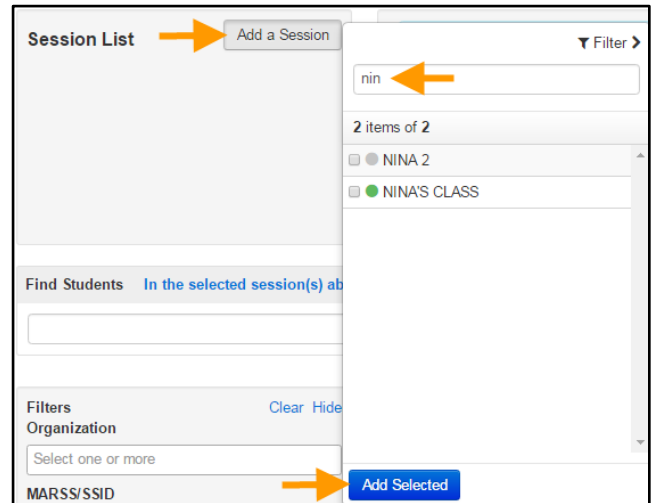 Session List
Add a Session
Filter
nin
2 items of 2
NINA 2
NINA'S CLASS
Find Students In the selected session(s) ab
Filters Clear Hide
Organization
Select one or more
MARSS/SSID
Add Selected